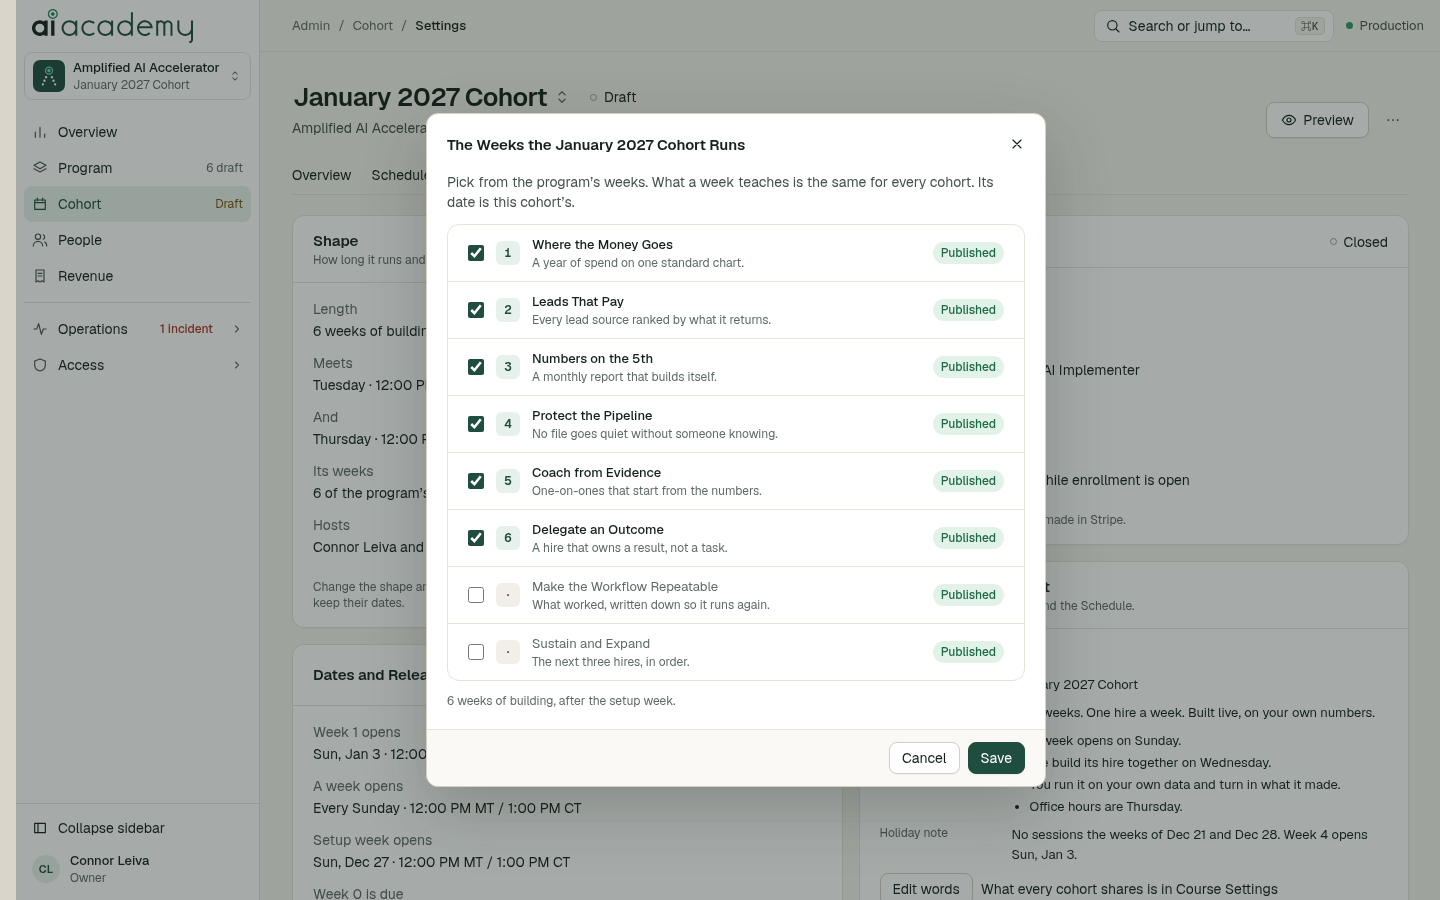 ai academy
Amplified AI Accelerator
January 2027 Cohort
Overview
Program
6 draft
Cohort
Draft
People
Revenue
Operations
1 incident
Access
Collapse sidebar
CL
Connor Leiva
Owner
Admin / Cohort / Settings
Search or jump to…
⌘K
Production
January 2027 Cohort
Draft
Amplified AI Accelera
Preview
Overview
Schedule
Shape
How long it runs and
Length
6 weeks of buildin
Meets
Tuesday · 12:00 P
And
Thursday · 12:00 P
Its weeks
6 of the program's
Hosts
Connor Leiva and
Change the shape an
keep their dates.
Dates and Relea
Week 1 opens
Sun, Jan 3 · 12:00
A week opens
Every Sunday · 12:00 PM MT / 1:00 PM CT
Setup week opens
Sun, Dec 27 · 12:00 PM MT / 1:00 PM CT
Week 0 is due
The Weeks the January 2027 Cohort Runs
Pick from the program's weeks. What a week teaches is the same for every cohort. Its
date is this cohort's.
1
Where the Money Goes
A year of spend on one standard chart.
Published
2
Leads That Pay
Every lead source ranked by what it returns.
Published
3
Numbers on the 5th
A monthly report that builds itself.
Published
4
Protect the Pipeline
No file goes quiet without someone knowing.
Published
5
Coach from Evidence
One-on-ones that start from the numbers.
Published
6
Delegate an Outcome
A hire that owns a result, not a task.
Published
·
Make the Workflow Repeatable
What worked, written down so it runs again.
Published
·
Sustain and Expand
The next three hires, in order.
Published
6 weeks of building, after the setup week.
Cancel
Save
Closed
AI Implementer
hile enrollment is open
made in Stripe.
t
nd the Schedule.
ary 2027 Cohort
weeks. One hire a week. Built live, on your own numbers.
week opens on Sunday.
e build its hire together on Wednesday.
You run it on your own data and turn in what it made.
• Office hours are Thursday.
Holiday note
No sessions the weeks of Dec 21 and Dec 28. Week 4 opens
Sun, Jan 3.
Edit words
What every cohort shares is in Course Settings